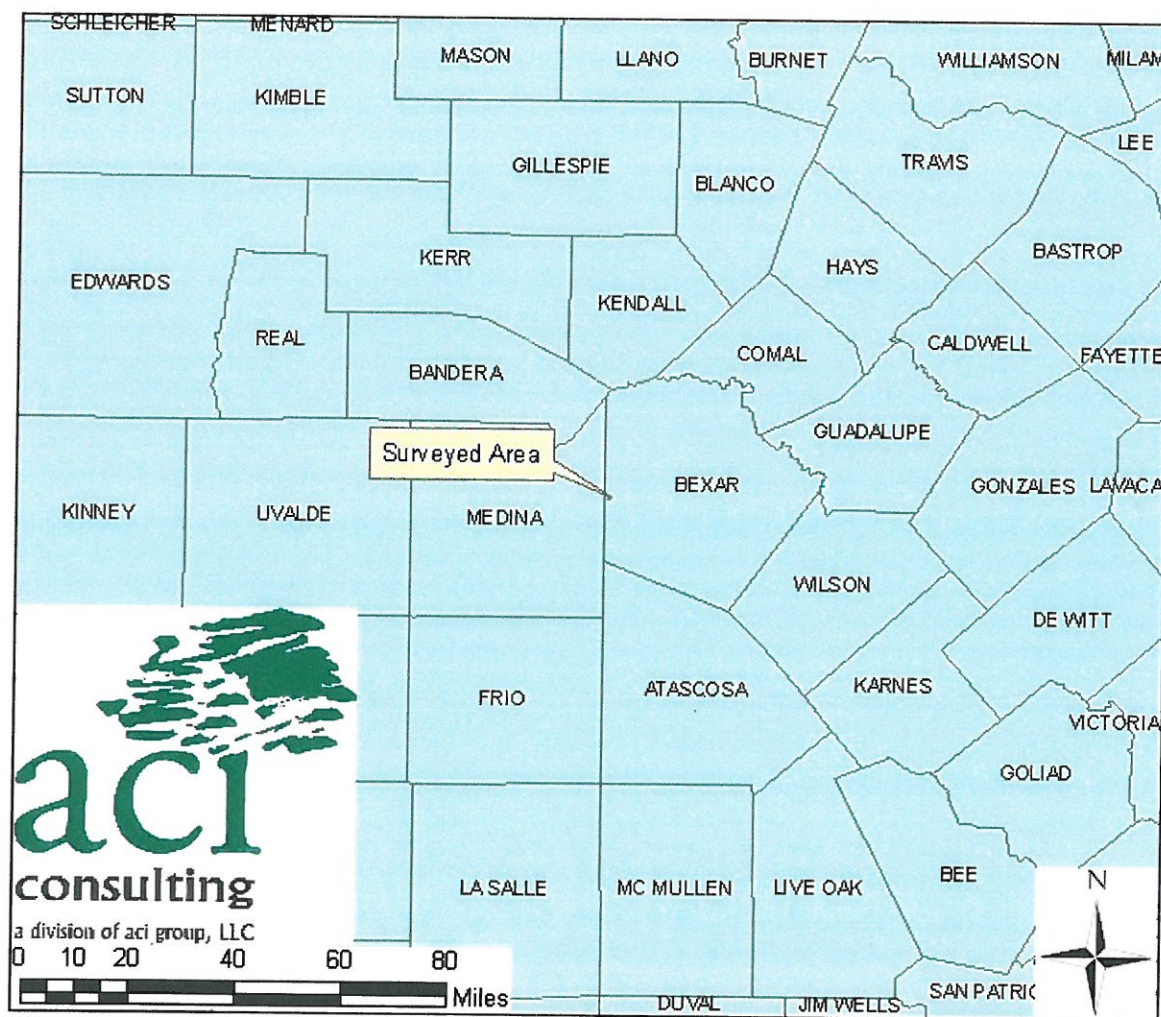 SCHLEICHER MENARD
MASON LLANO BURNET WILLIAMSON MILAM
SUTTON KIMBLE
LEE
GILLESPIE BLANCO TRAVIS
KERR HAYS BASTROP
EDWARDS
KENDALL
REAL COMAL CALDWELL FAYETTE
BANDERA
GUADALUPE
Surveyed Area
BEXAR GONZALES LAVACA
KINNEY UVALDE MEDINA
WILSON
DE WITT
FRIO ATASCOSA KARNES
VICTORIA
GOLIAD
aci
consulting
a division of aci group, LLC
LA SALLE MC MULLEN LIVE OAK BEE
N
0 10 20 40 60 80
Miles
SAN PATRIC
DUVAL JIM WELLS